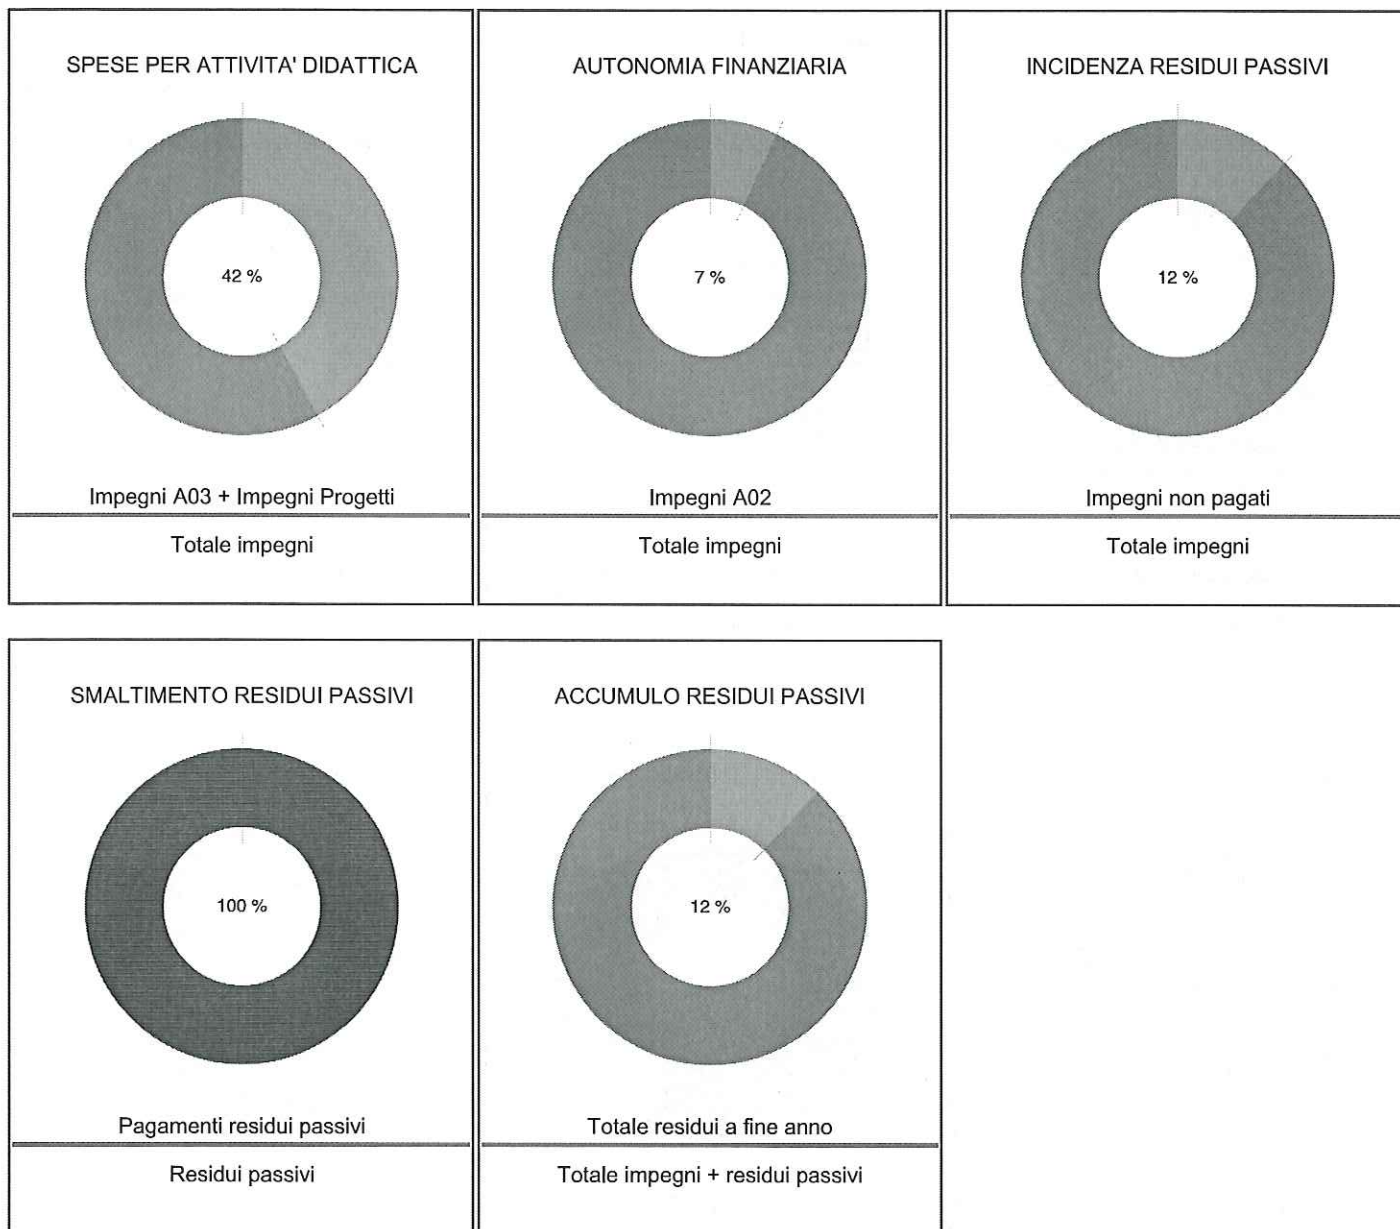 SPESE PER ATTIVITA' DIDATTICA
42 %
Impegni A03 + Impegni Progetti
Totale impegni
AUTONOMIA FINANZIARIA
7 %
Impegni A02
Totale impegni
INCIDENZA RESIDUI PASSIVI
12 %
Impegni non pagati
Totale impegni
SMALTIMENTO RESIDUI PASSIVI
100 %
Pagamenti residui passivi
Residui passivi
ACCUMULO RESIDUI PASSIVI
12 %
Totale residui a fine anno
Totale impegni + residui passivi